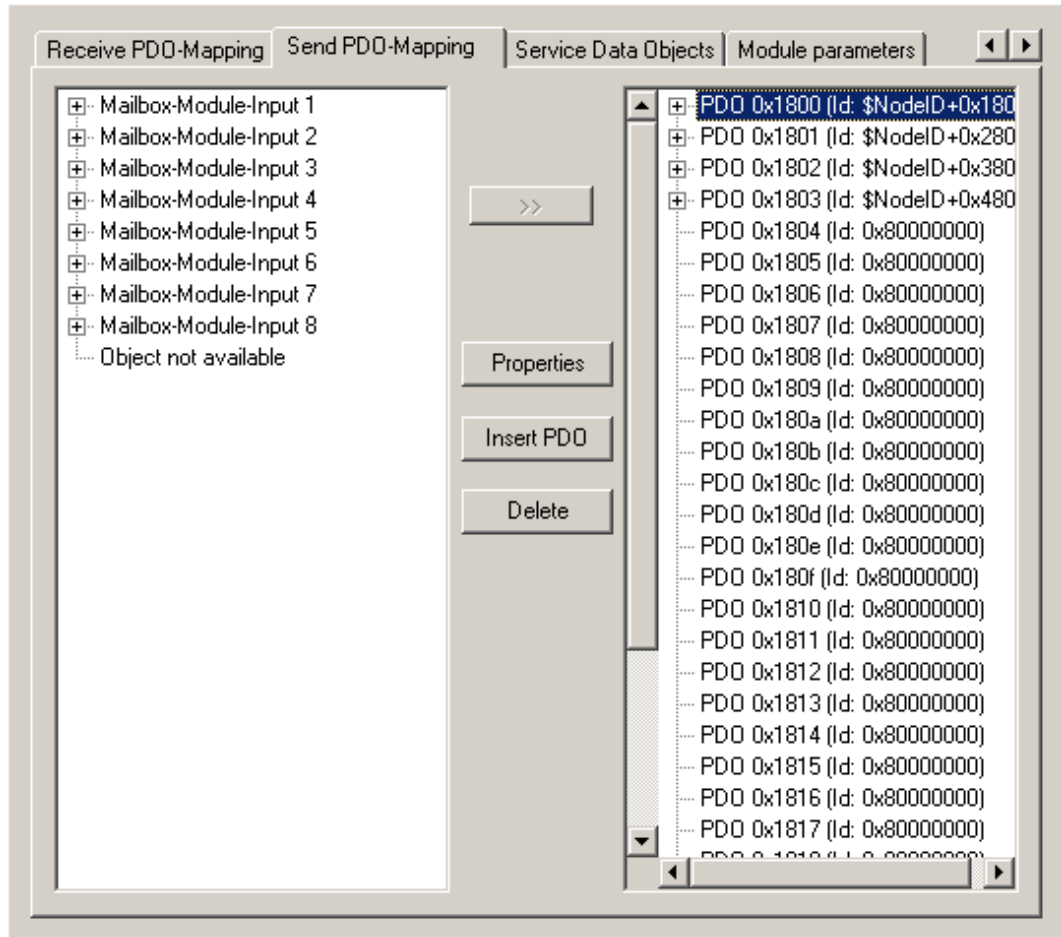 Receive PDO-Mapping
Send PDO-Mapping
Service Data Objects
Module parameters
Mailbox-Module-Input 1
Mailbox-Module-Input 2
Mailbox-Module-Input 3
Mailbox-Module-Input 4
Mailbox-Module-Input 5
Mailbox-Module-Input 6
Mailbox-Module-Input 7
Mailbox-Module-Input 8
Object not available
>>
Properties
Insert PDO
Delete
PDO 0x1800 (Id: $NodeID+0x180
PDO 0x1801 (Id: $NodeID+0x280
PDO 0x1802 (Id: $NodeID+0x380
PDO 0x1803 (Id: $NodeID+0x480
PDO 0x1804 (Id: 0x80000000)
PDO 0x1805 (Id: 0x80000000)
PDO 0x1806 (Id: 0x80000000)
PDO 0x1807 (Id: 0x80000000)
PDO 0x1808 (Id: 0x80000000)
PDO 0x1809 (Id: 0x80000000)
PDO 0x180a (Id: 0x80000000)
PDO 0x180b (Id: 0x80000000)
PDO 0x180c (Id: 0x80000000)
PDO 0x180d (Id: 0x80000000)
PDO 0x180e (Id: 0x80000000)
PDO 0x180f (Id: 0x80000000)
PDO 0x1810 (Id: 0x80000000)
PDO 0x1811 (Id: 0x80000000)
PDO 0x1812 (Id: 0x80000000)
PDO 0x1813 (Id: 0x80000000)
PDO 0x1814 (Id: 0x80000000)
PDO 0x1815 (Id: 0x80000000)
PDO 0x1816 (Id: 0x80000000)
PDO 0x1817 (Id: 0x80000000)